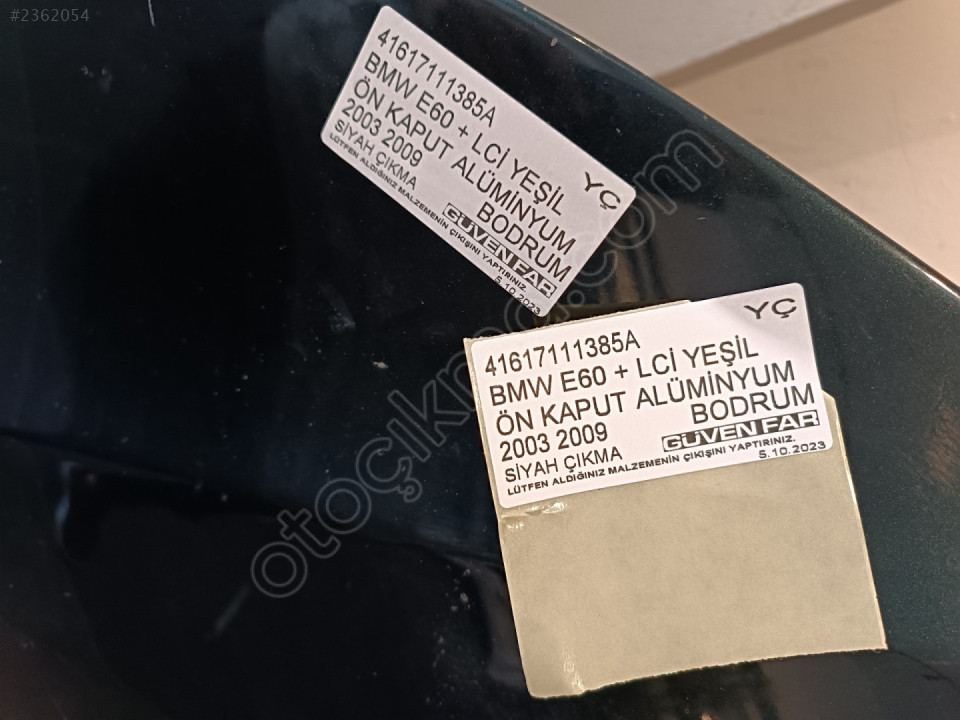 #2362054
41617111385A
BMW E60 + LCİ YEŞİL
ÖN KAPUT ALÜMİNYUM
2003 2009
BODRUM
SİYAH ÇIKMA
GÜVEN FAR
LÜTFEN ALDIĞINIZ MALZEMENİN ÇIKIŞINI YAPTIRINIZ.
5.10.2023
YÇ
41617111385A
YÇ
BMW E60 + LCİ YEŞİL
ÖN KAPUT ALÜMİNYUM
2003 2009
BODRUM
SİYAH ÇIKMA
GÜVEN FAR
LÜTFEN ALDIĞINIZ MALZEMENİN ÇIKIŞINI YAPTIRINIZ.
5.10.2023
otoçıkma.com